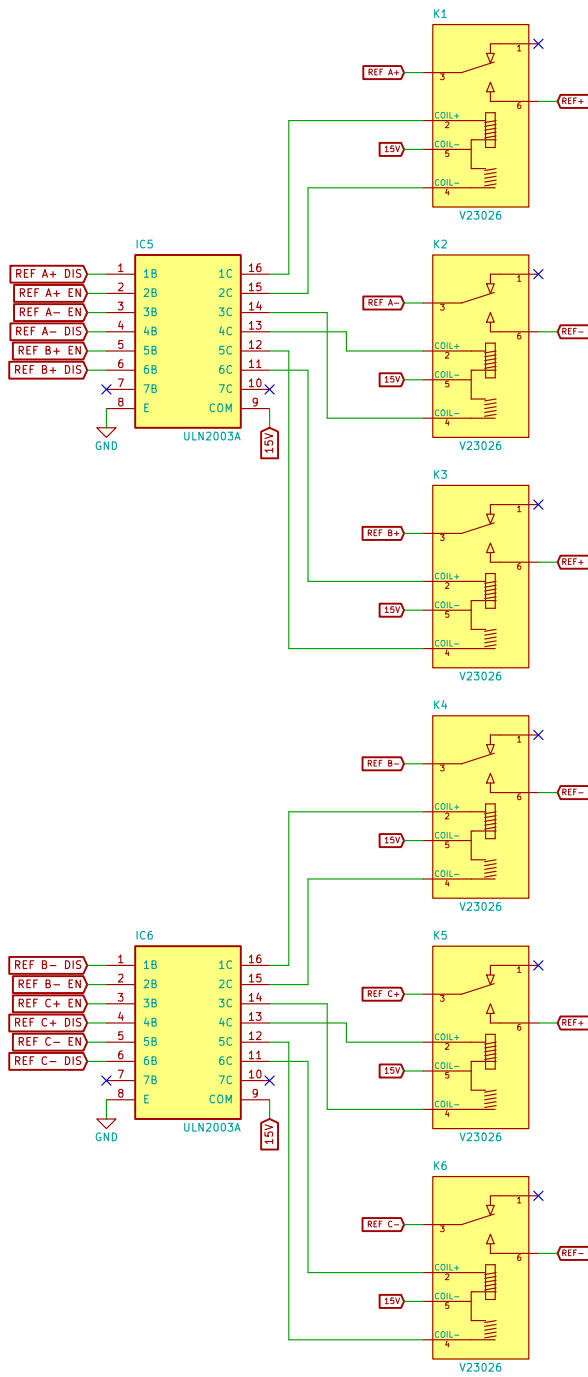 K1
1
REF A+
3
6
REF+
COIL+
2
15V
COIL-
5
COIL-
4
V23026
IC5
K2
REF A+ DIS 1 1B 1C 16
REF A+ EN 2 2B 2C 15
REF A- EN 3 3B 3C 14
REF A- DIS 4 4B 4C 13
REF B+ EN 5 5B 5C 12
REF B+ DIS 6 6B 6C 11
7 7B 7C 10
8 E COM 9
GND
ULN2003A
15V
1
REF A-
3
6
REF-
COIL+
2
15V
COIL-
5
COIL-
4
V23026
K3
1
REF B+
3
6
REF+
COIL+
2
15V
COIL-
5
COIL-
4
V23026
K4
1
REF B-
3
6
REF-
COIL+
2
15V
COIL-
5
COIL-
4
V23026
IC6
K5
REF B- DIS 1 1B 1C 16
REF B- EN 2 2B 2C 15
REF C+ EN 3 3B 3C 14
REF C+ DIS 4 4B 4C 13
REF C- EN 5 5B 5C 12
REF C- DIS 6 6B 6C 11
7 7B 7C 10
8 E COM 9
GND
ULN2003A
15V
1
REF C+
3
6
REF+
COIL+
2
15V
COIL-
5
COIL-
4
V23026
K6
1
REF C-
3
6
REF-
COIL+
2
15V
COIL-
5
COIL-
4
V23026